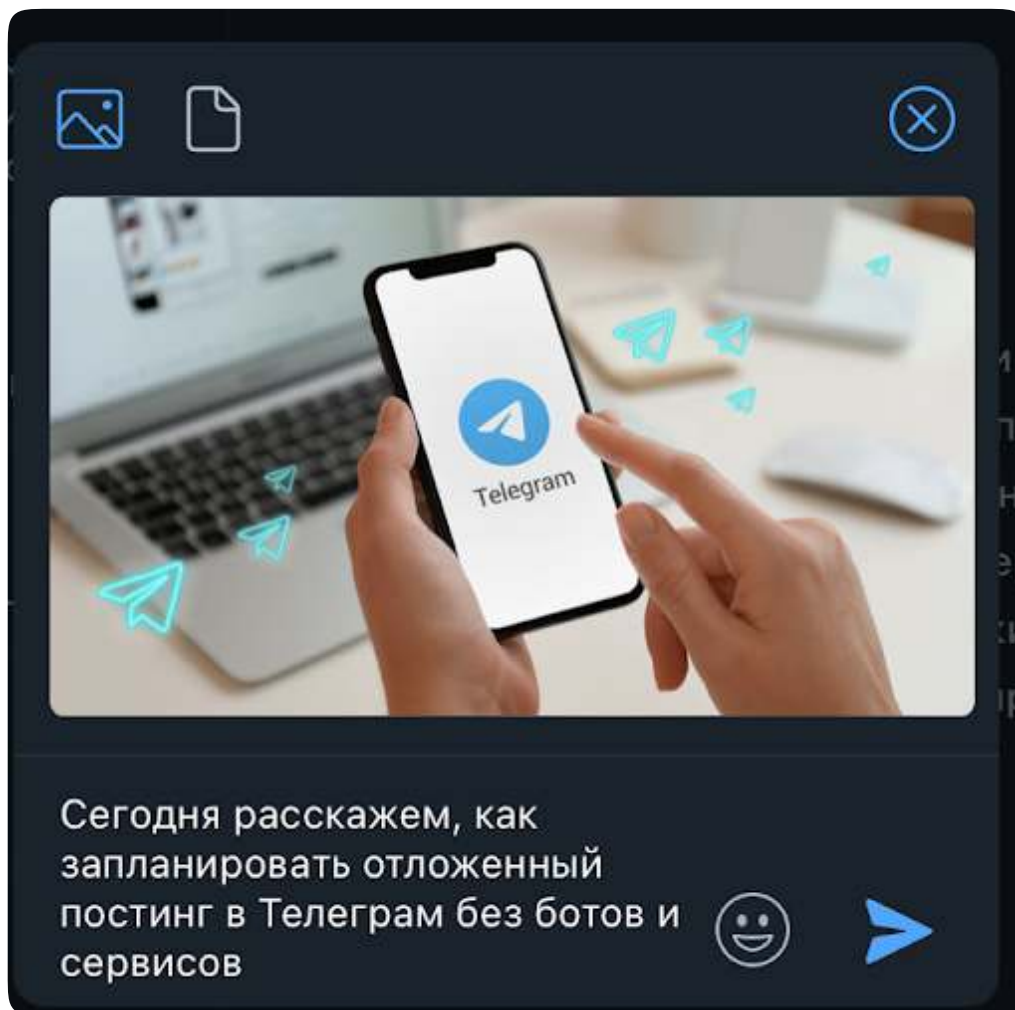 Telegram
Сегодня расскажем, как
запланировать отложенный
постинг в Телеграм без ботов и
сервисов